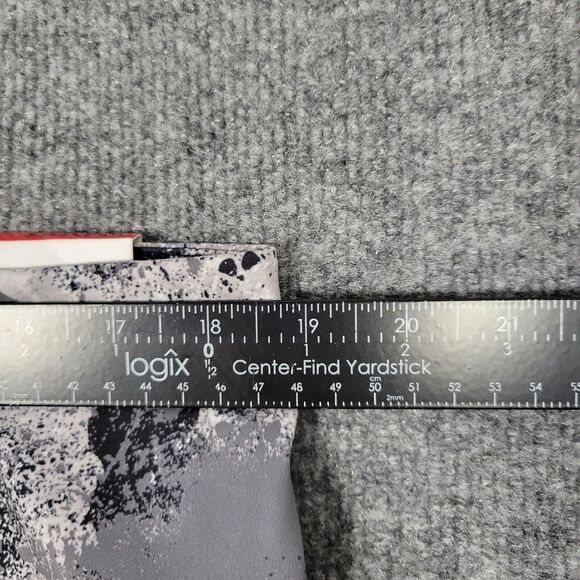 16 17 18 19 20 21
2 1 0 1 2 3
logix 1/2 Center-Find Yardstick
cm
41 42 43 44 45 46 47 48 49 50 51 52 53 54 55
2mm